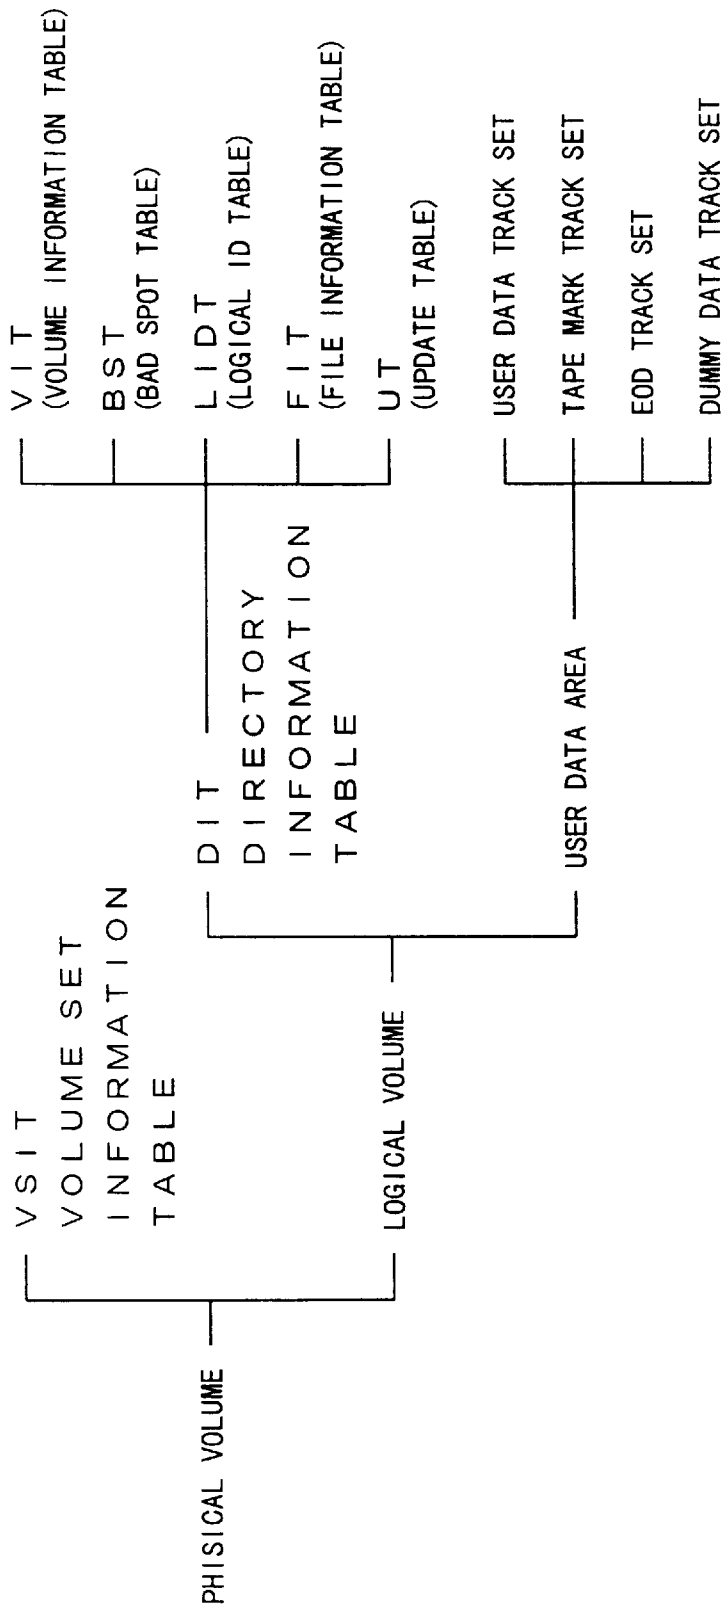 PHISICAL VOLUME
VSIT
VOLUME SET
INFORMATION
TABLE
LOGICAL VOLUME
DIT
DIRECTORY
INFORMATION
TABLE
USER DATA AREA
VIT
(VOLUME INFORMATION TABLE)
BST
(BAD SPOT TABLE)
LIDT
(LOGICAL ID TABLE)
FIT
(FILE INFORMATION TABLE)
UT
(UPDATE TABLE)
USER DATA TRACK SET
TAPE MARK TRACK SET
EOD TRACK SET
DUMMY DATA TRACK SET